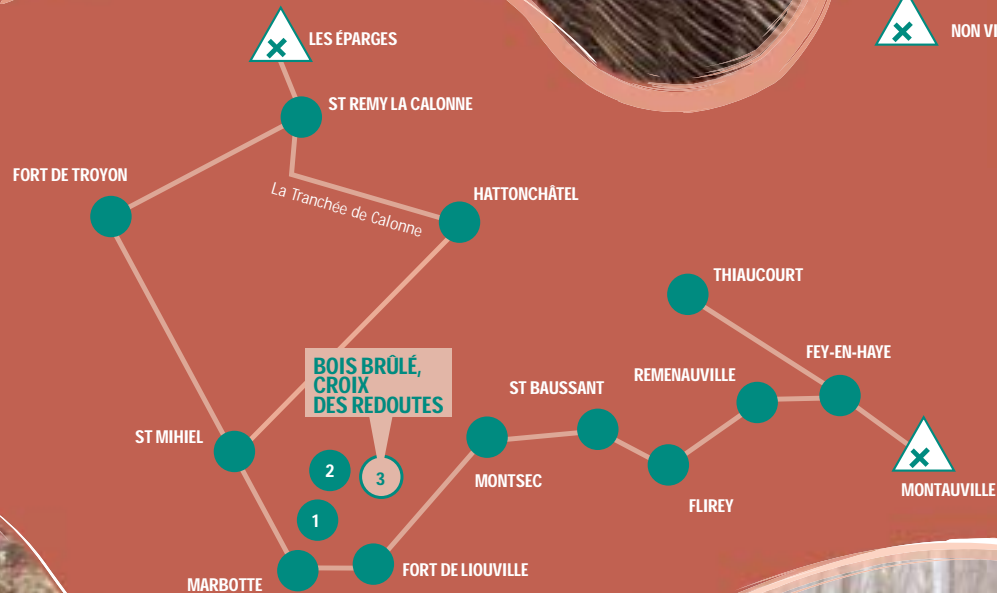 LES ÉPARGES
NON
ST REMY LA CALONNE
FORT DE TROYON
HATTONCHÂTEL
La Tranchée de Calonne
THIAUCOURT
FEY-EN-HAYE
BOIS BRÛLÉ,
CROIX
DES REDOUTES
REMENAUVILLE
ST BAUSSANT
ST MIHIEL
2
3
MONTSEC
MONTAUVILLE
FLIREY
1
FORT DE LIOUVILLE
MARBOTTE